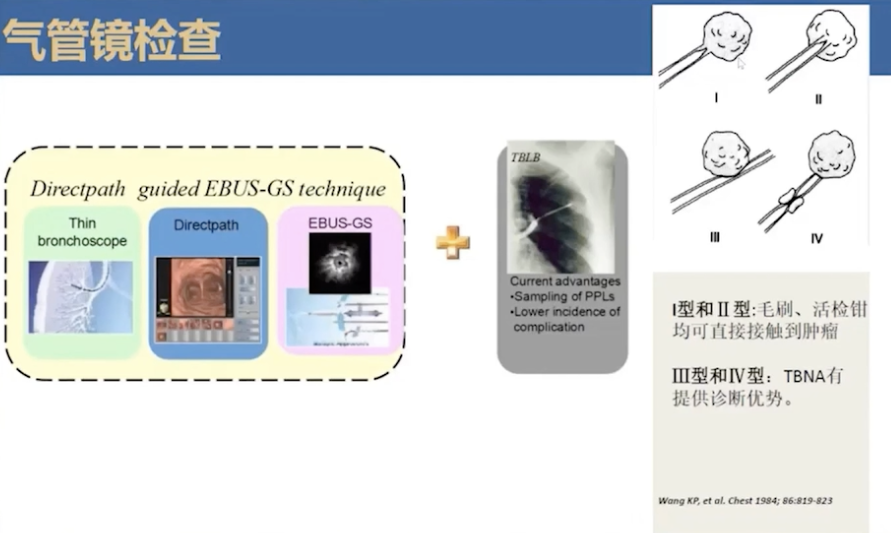 气管镜检查
Directpath guided EBUS-GS technique
Thin
bronchoscope
Directpath
EBUS-GS
TBLB
Current advantages
•Sampling of PPLs
•Lower incidence of
complication
I
II
III
IV
I型和Ⅱ型:毛刷、活检钳
均可直接接触到肿瘤
Ⅲ型和Ⅳ型：TBNA有
提供诊断优势。
Wang KP, et al. Chest 1984; 86:819-823